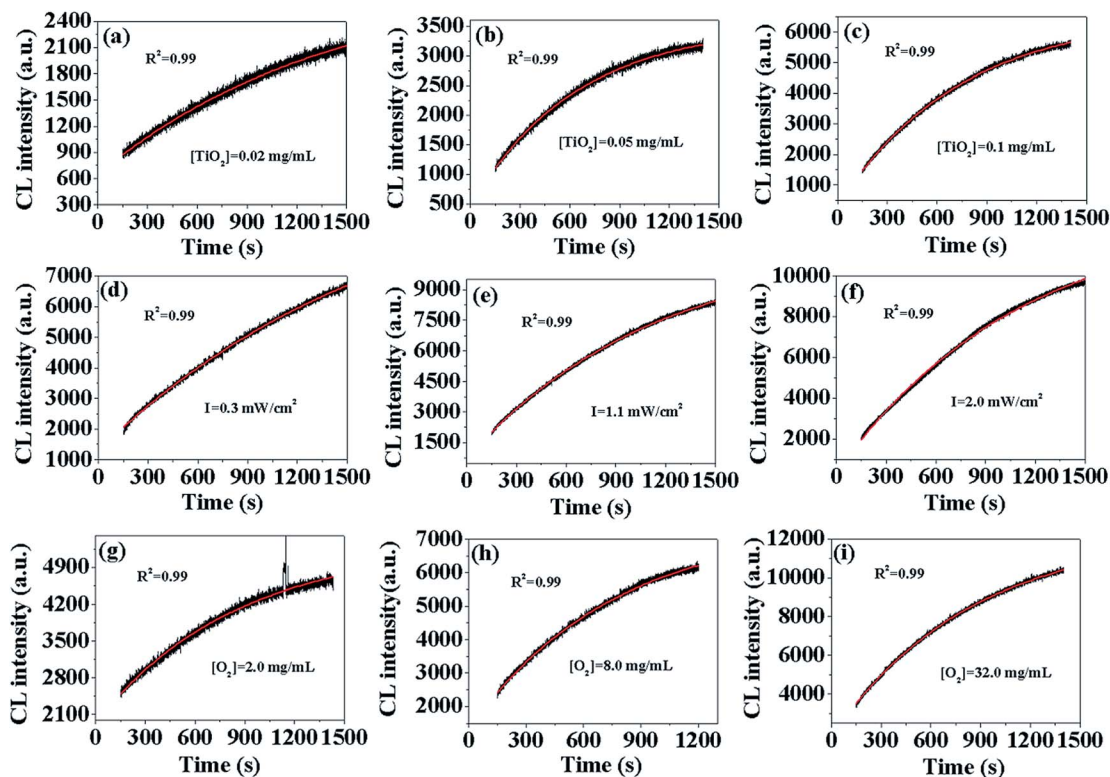 (a)
R²=0.99
[TiO₂]=0.02 mg/mL
CL intensity (a.u.)
2400
2100
1800
1500
1200
900
600
300
0 300 600 900 1200 1500
Time (s)
(b)
R²=0.99
[TiO₂]=0.05 mg/mL
CL intensity (a.u.)
3500
3000
2500
2000
1500
1000
500
0 300 600 900 1200 1500
Time (s)
(c)
R²=0.99
[TiO₂]=0.1 mg/mL
CL intensity (a.u.)
6000
5000
4000
3000
2000
1000
0 300 600 900 1200 1500
Time (s)
(d)
R²=0.99
I=0.3 mW/cm²
CL intensity (a.u.)
7000
6000
5000
4000
3000
2000
1000
0 300 600 900 1200 1500
Time (s)
(e)
R²=0.99
I=1.1 mW/cm²
CL intensity (a.u.)
9000
7500
6000
4500
3000
1500
0 300 600 900 1200 1500
Time (s)
(f)
R²=0.99
I=2.0 mW/cm²
CL intensity (a.u.)
10000
8000
6000
4000
2000
0 300 600 900 1200 1500
Time (s)
(g)
R²=0.99
[O₂]=2.0 mg/mL
CL intensity (a.u.)
4900
4200
3500
2800
2100
0 300 600 900 1200 1500
Time (s)
(h)
R²=0.99
[O₂]=8.0 mg/mL
CL intensity(a.u.)
7000
6000
5000
4000
3000
2000
0 300 600 900 1200 1500
Time (s)
(i)
R²=0.99
[O₂]=32.0 mg/mL
CL intensity (a.u.)
12000
10000
8000
6000
4000
0 300 600 900 1200 1500
Time (s)